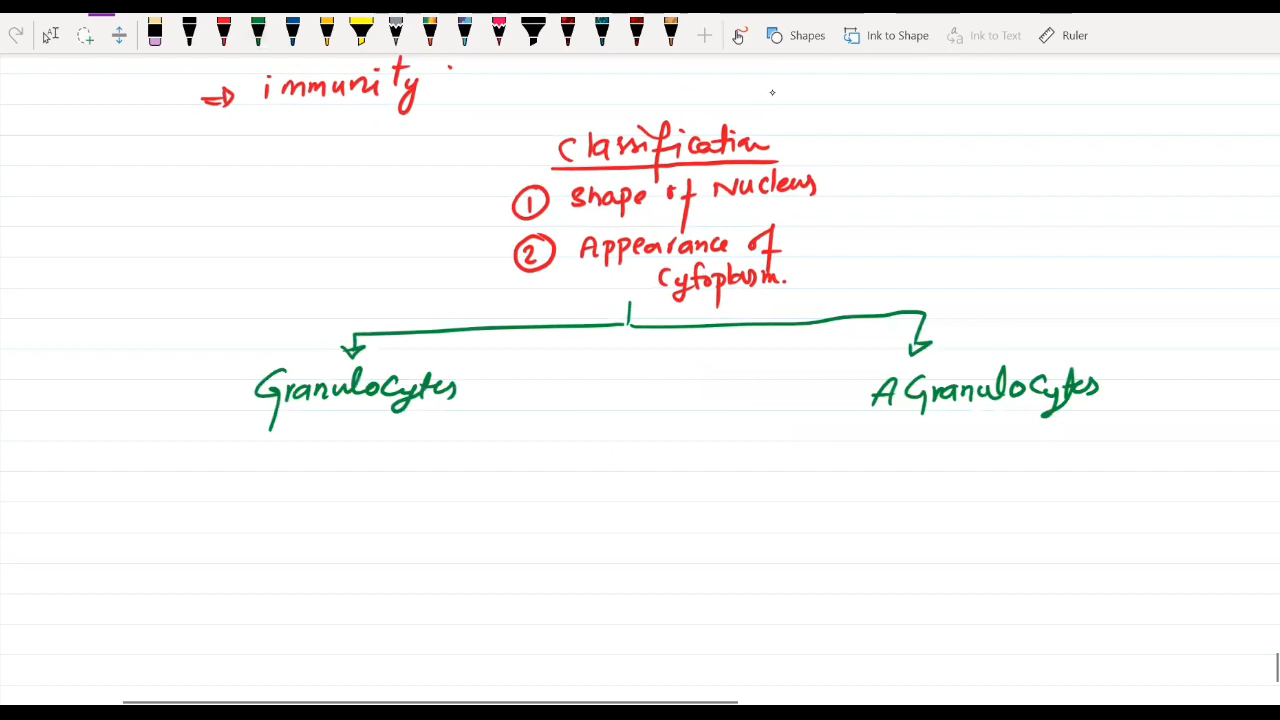 Shapes Ink to Shape Ink to Text Ruler
⇒ immunity
Classification
① Shape of Nucleus
② Appearance of
Cytoplasm.
Granulocytes AGranulocytes